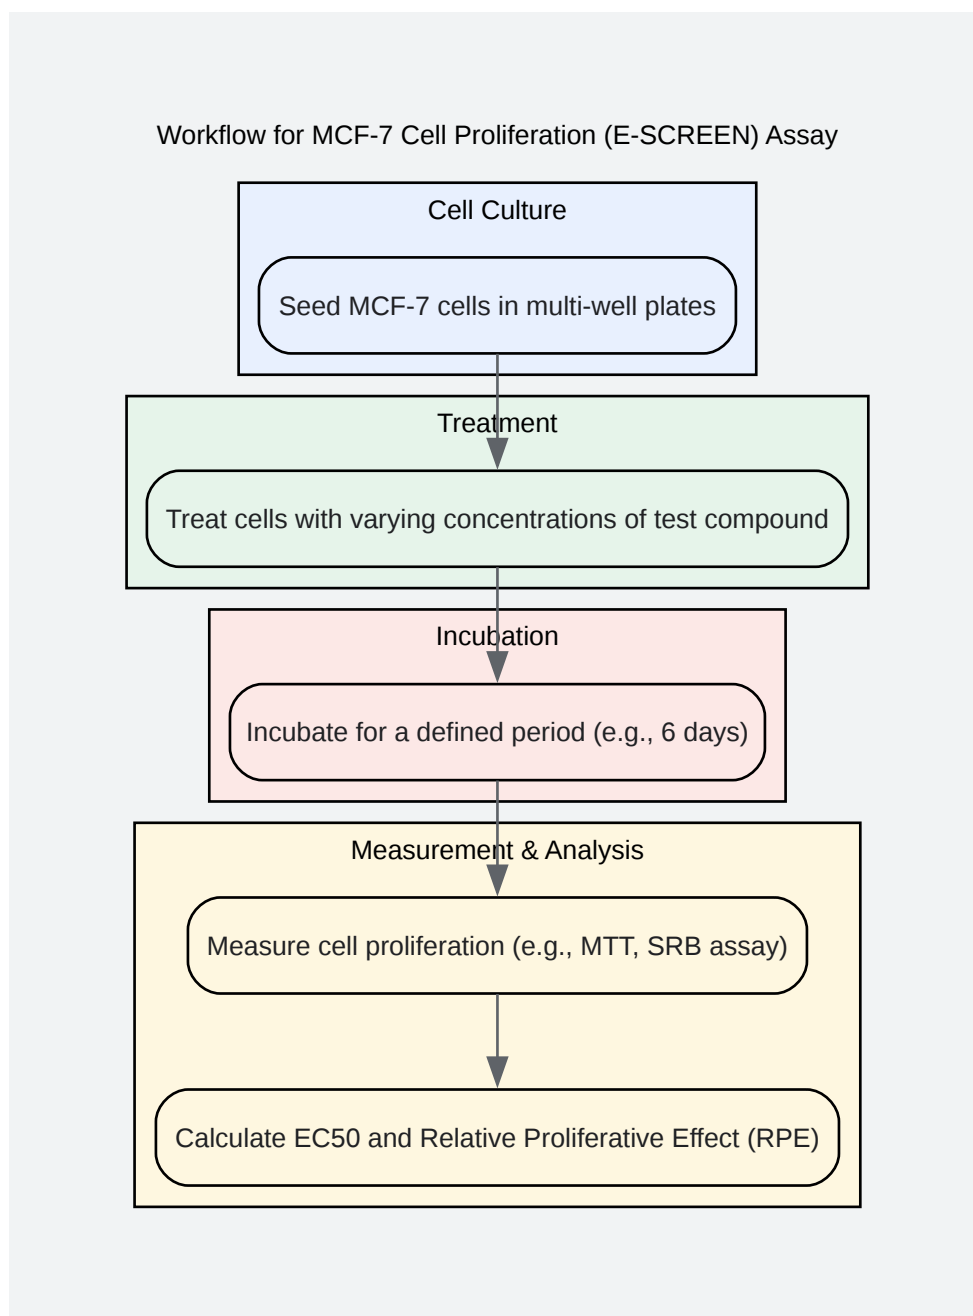 Workflow for MCF-7 Cell Proliferation (E-SCREEN) Assay
Cell Culture
Seed MCF-7 cells in multi-well plates
Treatment
Treat cells with varying concentrations of test compound
Incubation
Incubate for a defined period (e.g., 6 days)
Measurement & Analysis
Measure cell proliferation (e.g., MTT, SRB assay)
Calculate EC50 and Relative Proliferative Effect (RPE)